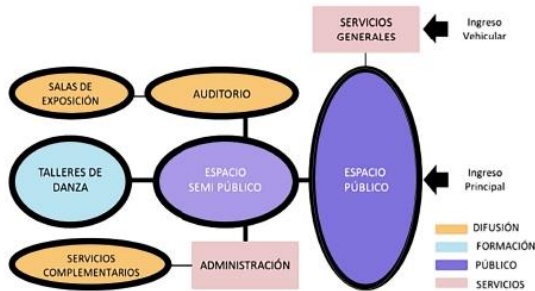 SERVICIOS
GENERALES
Ingreso
Vehicular
SALAS DE
EXPOSICIÓN
AUDITORIO
TALLERES DE
DANZA
ESPACIO
SEMI PÚBLICO
ESPACIO
PÚBLICO
Ingreso
Principal
SERVICIOS
COMPLEMENTARIOS
ADMINISTRACIÓN
DIFUSIÓN
FORMACIÓN
PÚBLICO
SERVICIOS